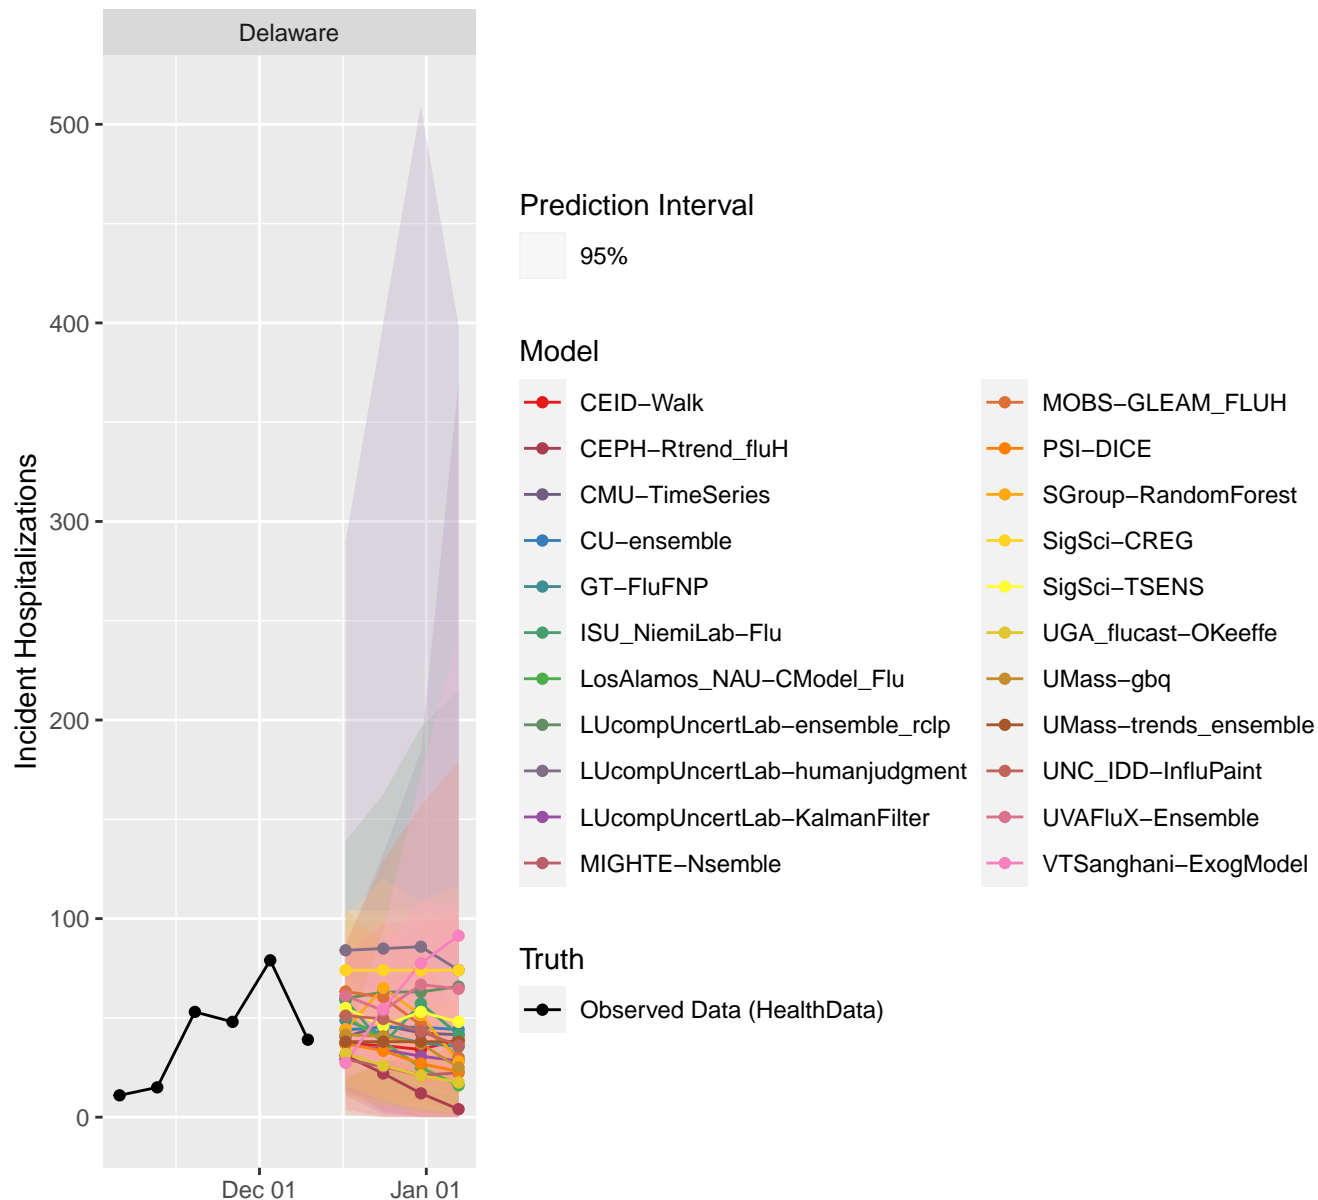 Delaware
500
400
300
200
100
0
Incident Hospitalizations
Dec 01
Jan 01
Prediction Interval
95%
Model
CEID−Walk
CEPH−Rtrend_fluH
CMU−TimeSeries
CU−ensemble
GT−FluFNP
ISU_NiemiLab−Flu
LosAlamos_NAU−CModel_Flu
LUcompUncertLab−ensemble_rclp
LUcompUncertLab−humanjudgment
LUcompUncertLab−KalmanFilter
MIGHTE−Nsemble
MOBS−GLEAM_FLUH
PSI−DICE
SGroup−RandomForest
SigSci−CREG
SigSci−TSENS
UGA_flucast−OKeeffe
UMass−gbq
UMass−trends_ensemble
UNC_IDD−InfluPaint
UVAFluX−Ensemble
VTSanghani−ExogModel
Truth
Observed Data (HealthData)